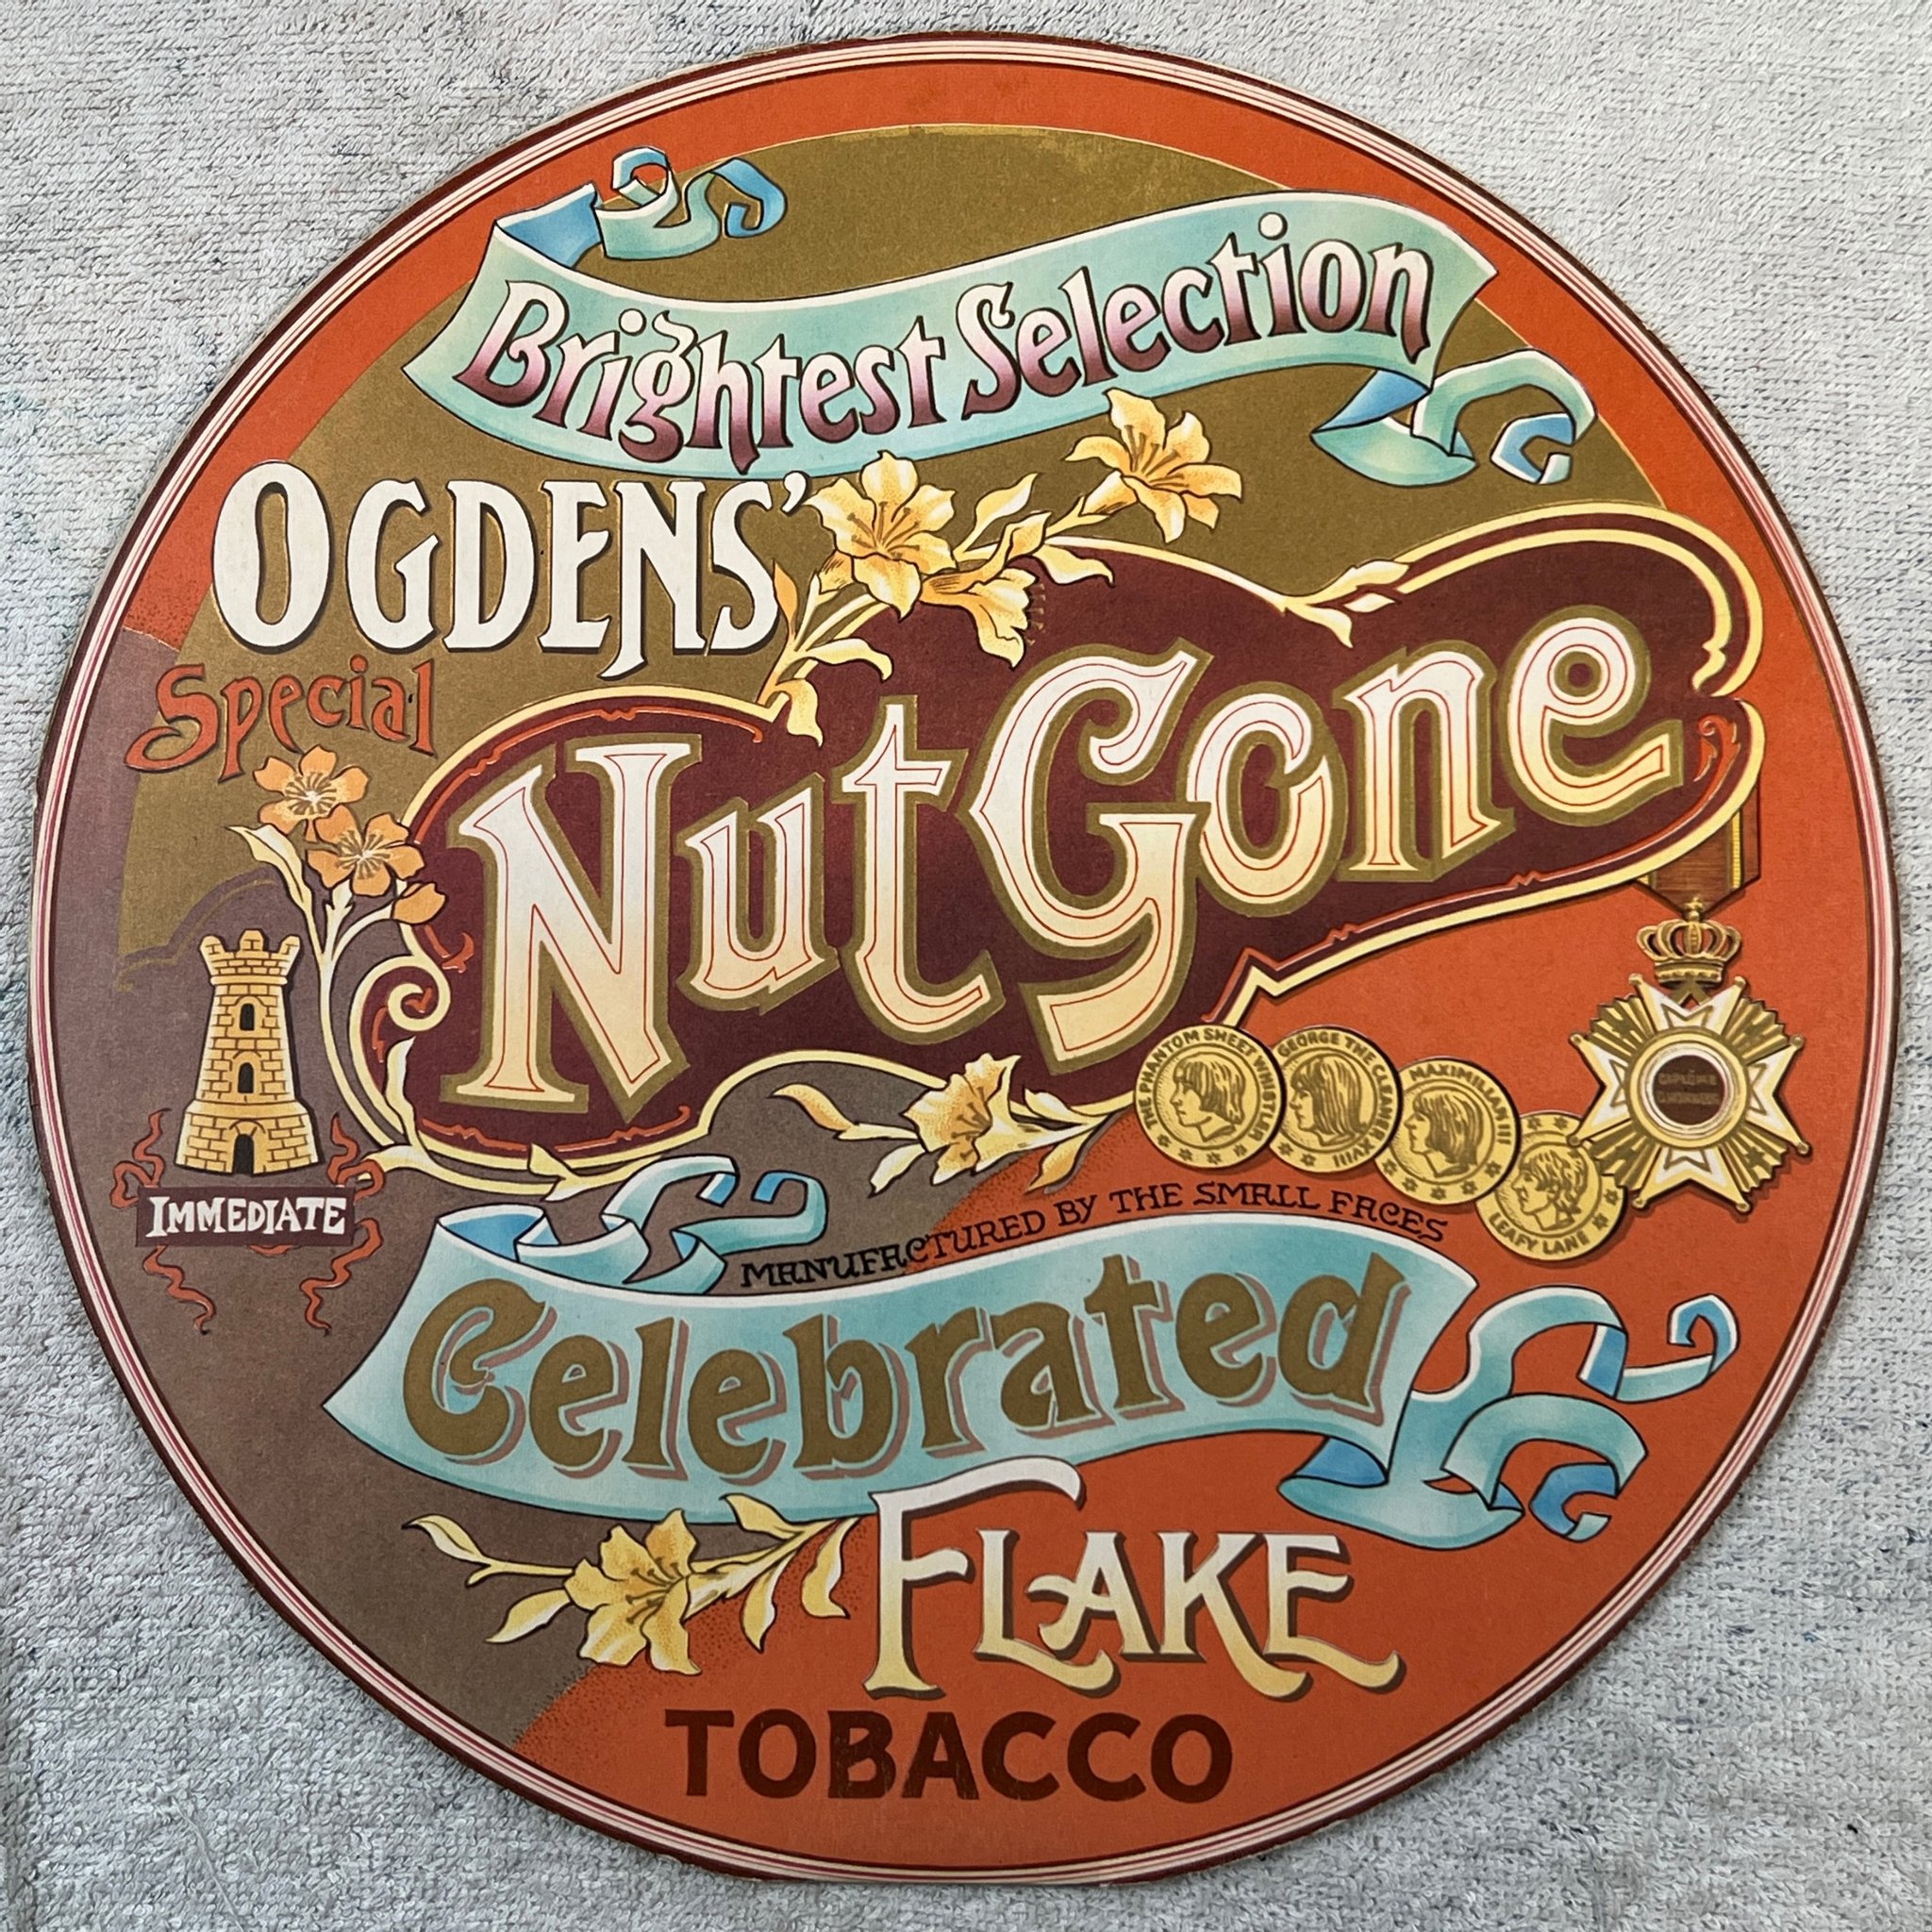 Brightest Selection
OGDENS'
Special
Nut Gone
THE PHANTOM SHEET WHISTLER
GEORGE THE CLEANER
MAXIMILIAN III
LEAFY LANE
IMMEDIATE
MANUFACTURED BY THE SMALL FACES
Celebrated
FLAKE
TOBACCO